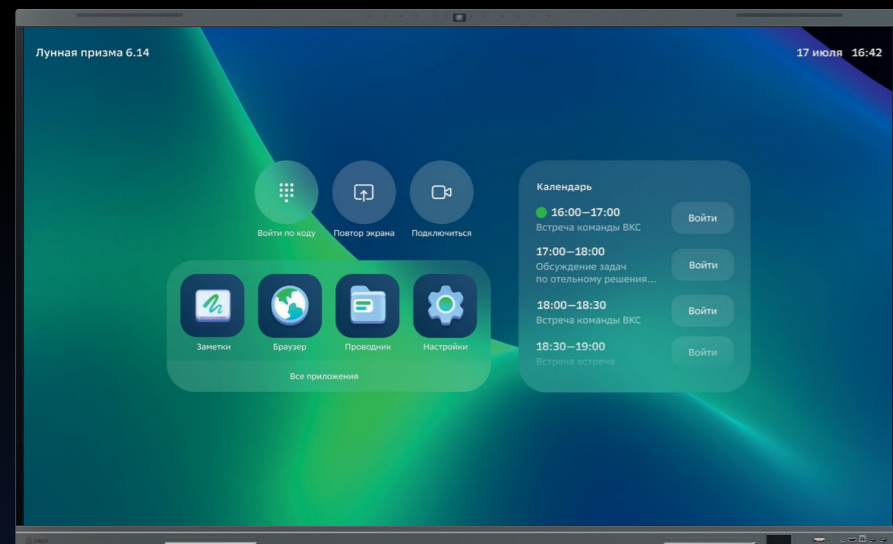 Лунная призма 6.14
17 июля 16:42
Войти по коду
Повтор экрана
Подключиться
Заметки
Браузер
Проводник
Настройки
Все приложения
Календарь
16:00—17:00
Встреча команды ВКС
Войти
17:00—18:00
Обсуждение задач
по отельному решения...
Войти
18:00—18:30
Встреча команды ВКС
Войти
18:30—19:00
Встреча встреча
Войти